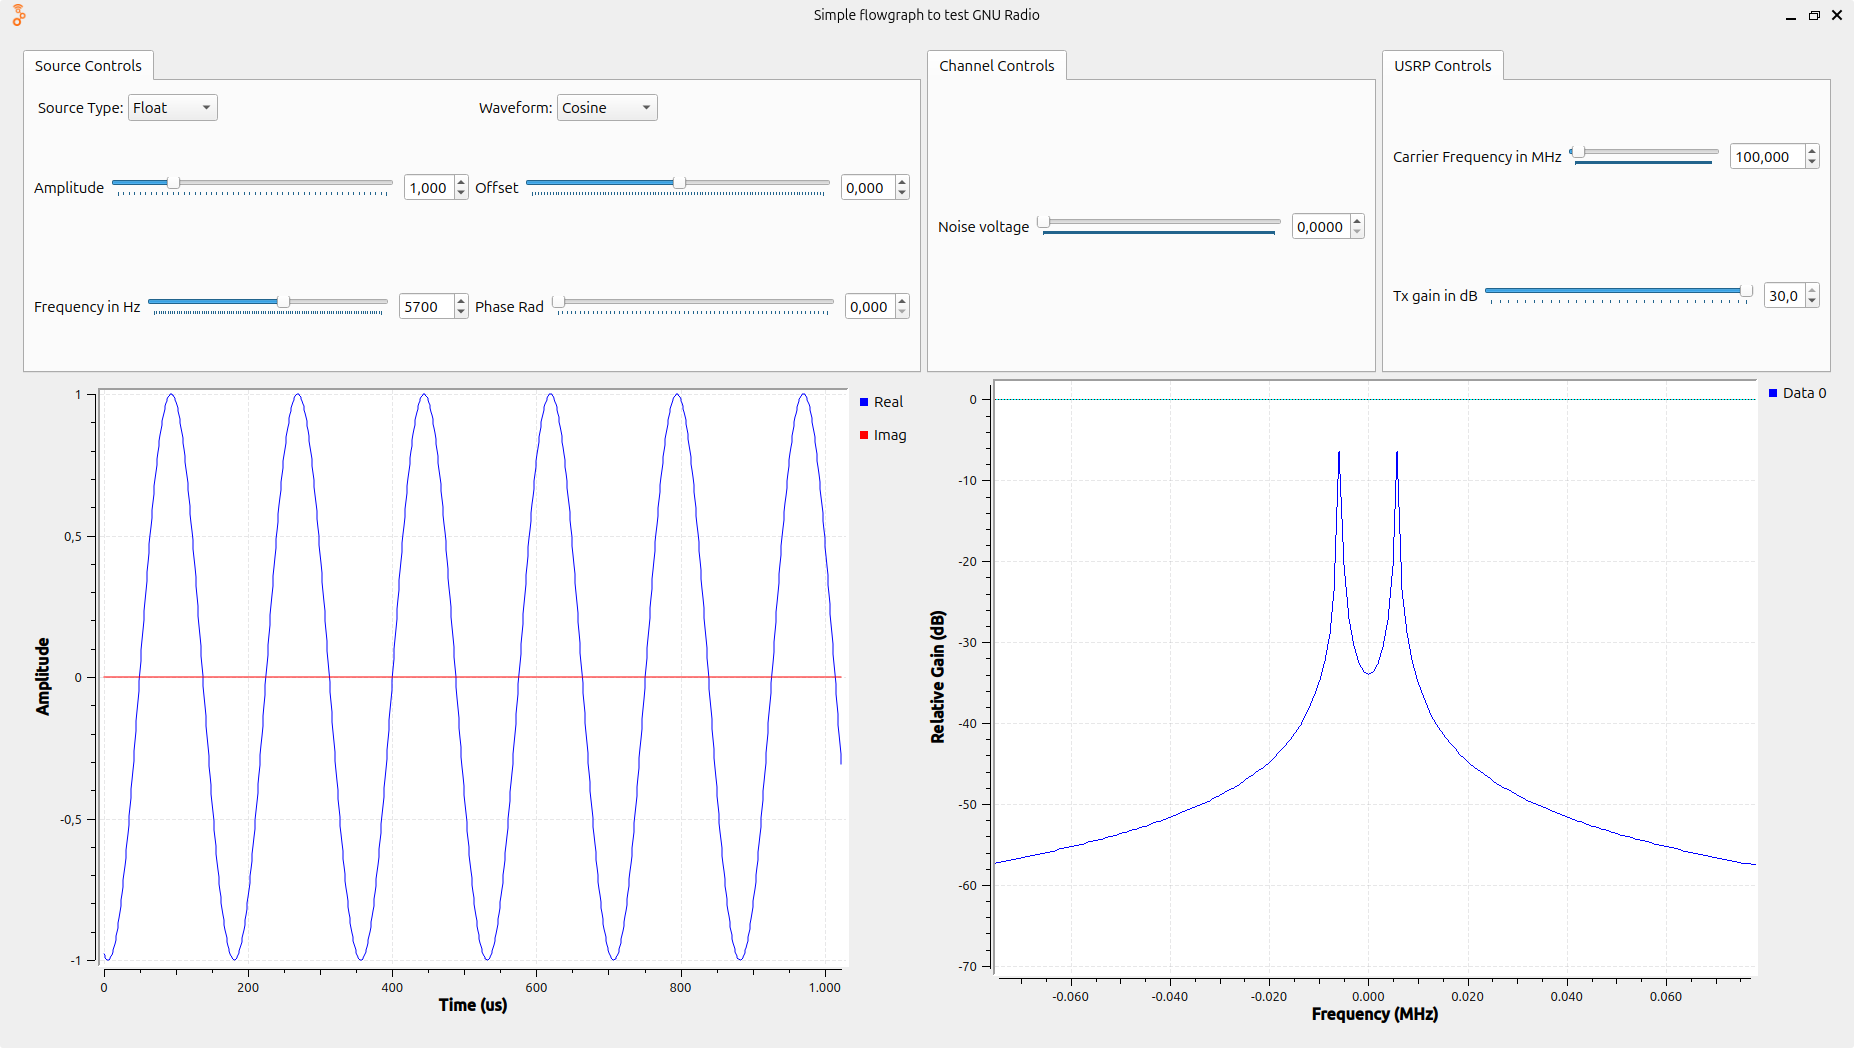 Simple flowgraph to test GNU Radio
Source Controls
Source Type: Float
Waveform: Cosine
Amplitude 1,000
Offset 0,000
Frequency in Hz 5700
Phase Rad 0,000
Channel Controls
Noise voltage 0,0000
USRP Controls
Carrier Frequency in MHz 100,000
Tx gain in dB 30,0
1
0,5
0
-0,5
-1
Amplitude
0 200 400 600 800 1.000
Time (us)
Real
Imag
0
-10
-20
-30
-40
-50
-60
-70
Relative Gain (dB)
-0.060 -0.040 -0.020 0.000 0.020 0.040 0.060
Frequency (MHz)
Data 0